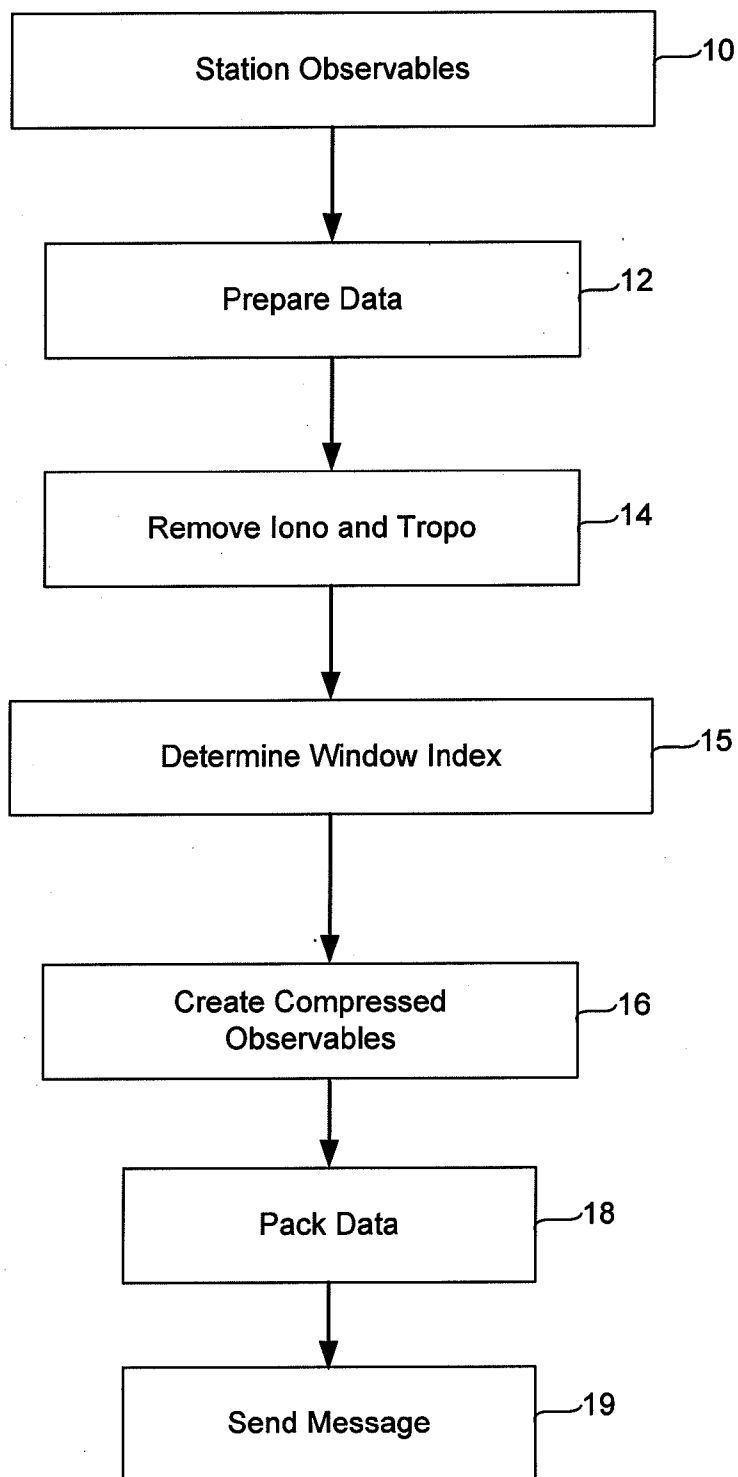 Station Observables
10
Prepare Data
12
Remove Iono and Tropo
14
Determine Window Index
15
Create Compressed
Observables
16
Pack Data
18
Send Message
19